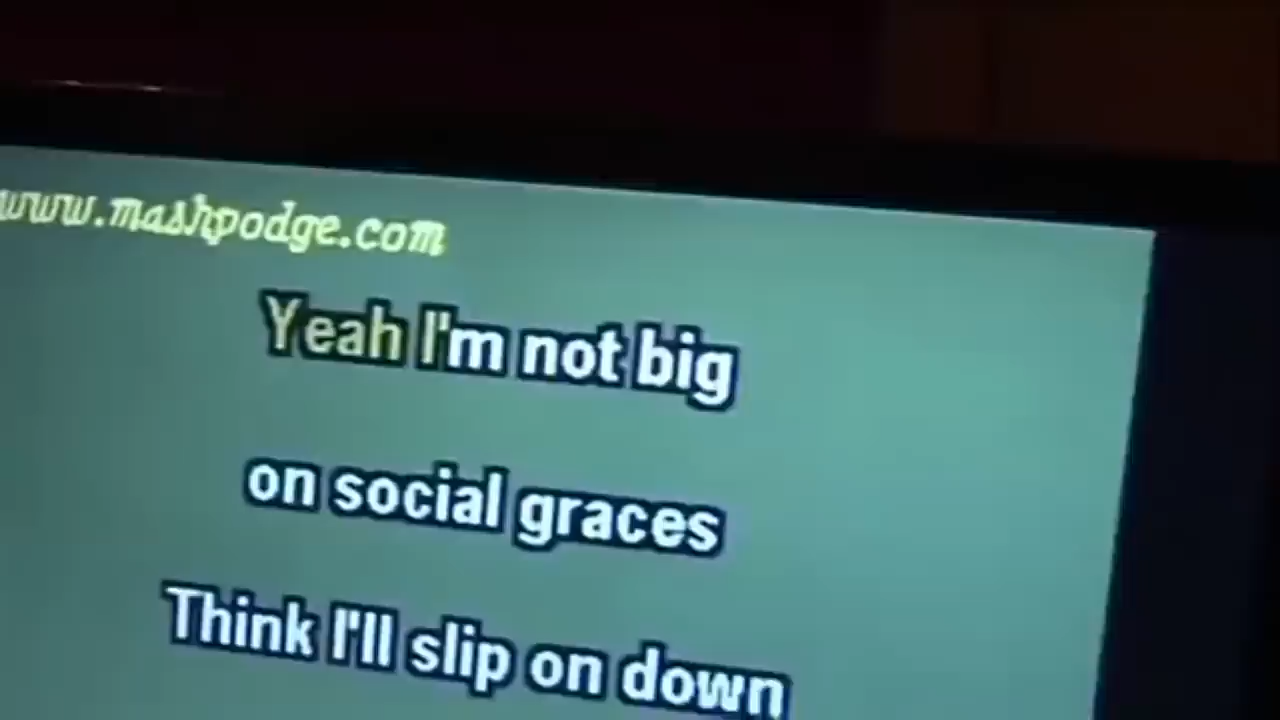 www.mashpodge.com
Yeah I'm not big
on social graces
Think I'll slip on down